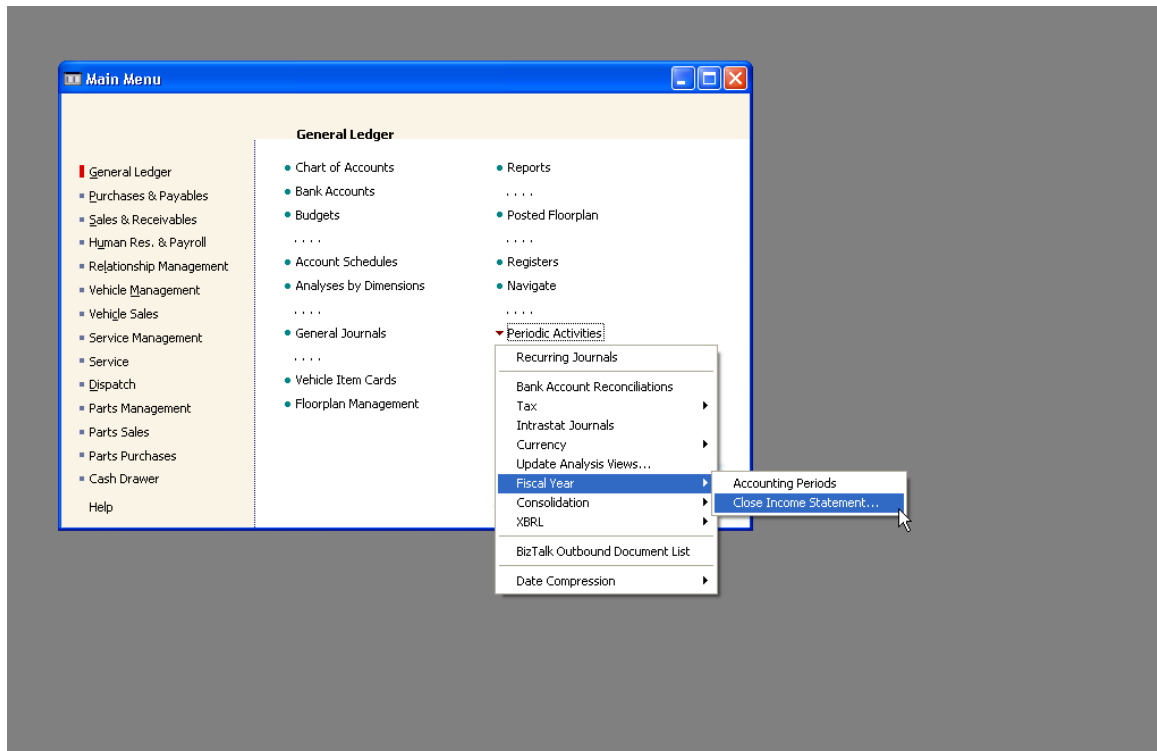 Main Menu
General Ledger
General Ledger
Purchases & Payables
Sales & Receivables
Human Res. & Payroll
Relationship Management
Vehicle Management
Vehicle Sales
Service Management
Service
Dispatch
Parts Management
Parts Sales
Parts Purchases
Cash Drawer
Help
Chart of Accounts
Bank Accounts
Budgets
. . . .
Account Schedules
Analyses by Dimensions
. . . .
General Journals
. . . .
Vehicle Item Cards
Floorplan Management
Reports
. . . .
Posted Floorplan
. . . .
Registers
Navigate
. . . .
Periodic Activities
Recurring Journals
Bank Account Reconciliations
Tax
Intrastat Journals
Currency
Update Analysis Views...
Fiscal Year
Consolidation
XBRL
BizTalk Outbound Document List
Date Compression
Accounting Periods
Close Income Statement...